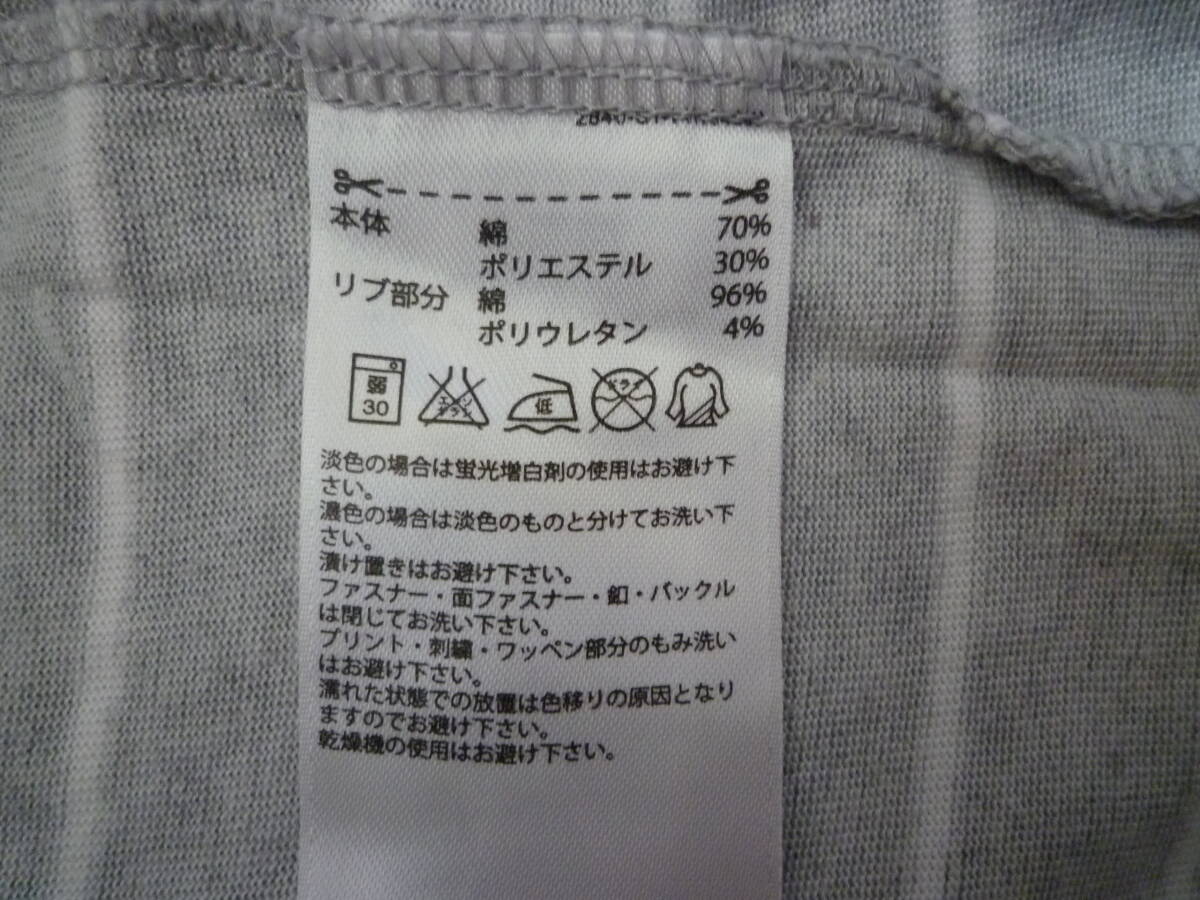 本体 綿 70%
ポリエステル 30%
リブ部分 綿 96%
ポリウレタン 4%
弱 30 エンソ サラシ 低 ドライ
淡色の場合は蛍光増白剤の使用はお避け下
さい。
濃色の場合は淡色のものと分けてお洗い下
さい。
漬け置きはお避け下さい。
ファスナー・面ファスナー・釦・バックル
は閉じてお洗い下さい。
プリント・刺繍・ワッペン部分のもみ洗い
はお避け下さい。
濡れた状態での放置は色移りの原因となり
ますのでお避け下さい。
乾燥機の使用はお避け下さい。